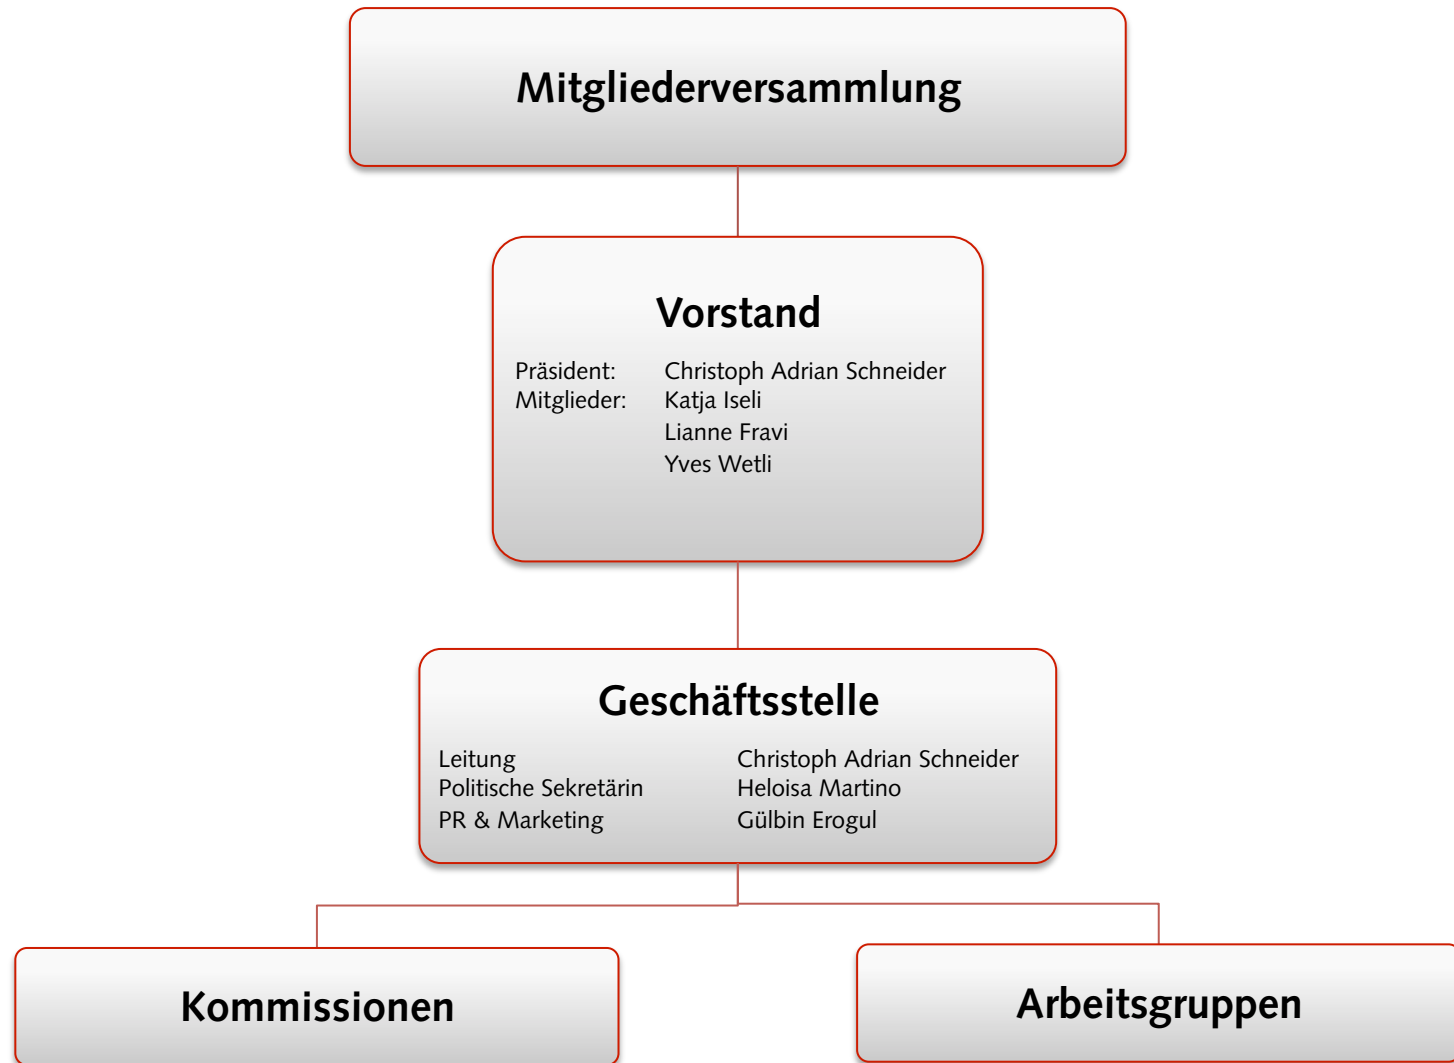 Mitgliederversammlung
Vorstand
Präsident: Christoph Adrian Schneider
Mitglieder: Katja Iseli
Lianne Fravi
Yves Wetli
Geschäftsstelle
Leitung Christoph Adrian Schneider
Politische Sekretärin Heloisa Martino
PR & Marketing Gülbin Erogul
Kommissionen
Arbeitsgruppen